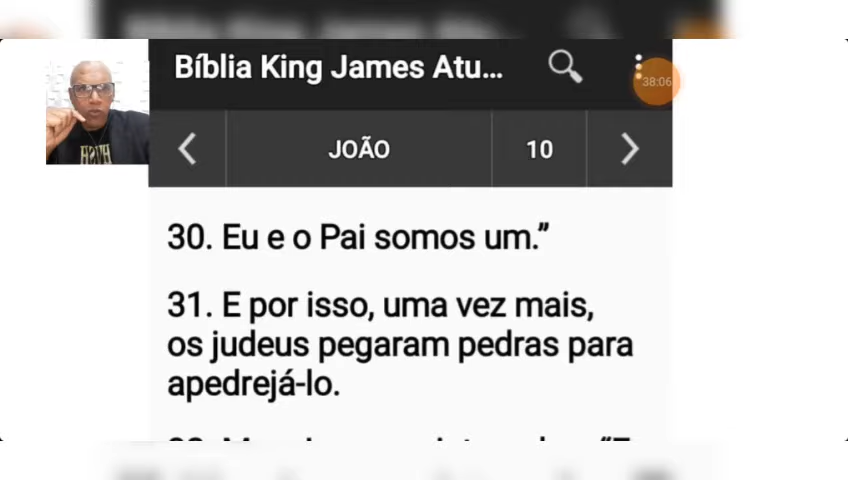 Bíblia King James Atu...
38:06
JOÃO
10
30. Eu e o Pai somos um.”
31. E por isso, uma vez mais,
os judeus pegaram pedras para
apedrejá-lo.